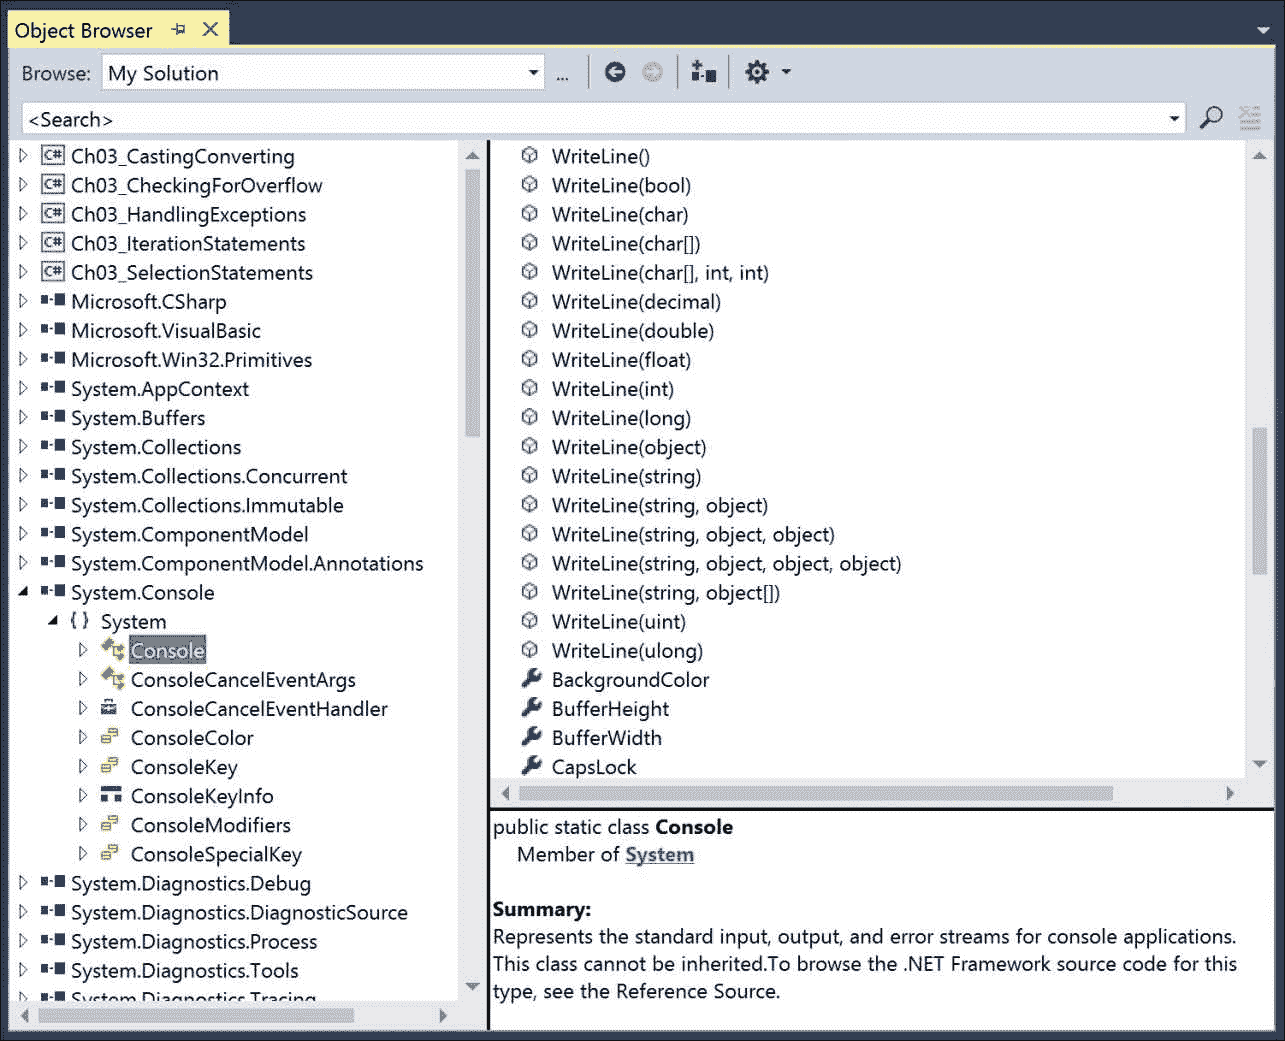 Object Browser
Browse: My Solution ...
<Search>
C# Ch03_CastingConverting
C# Ch03_CheckingForOverflow
C# Ch03_HandlingExceptions
C# Ch03_IterationStatements
C# Ch03_SelectionStatements
Microsoft.CSharp
Microsoft.VisualBasic
Microsoft.Win32.Primitives
System.AppContext
System.Buffers
System.Collections
System.Collections.Concurrent
System.Collections.Immutable
System.ComponentModel
System.ComponentModel.Annotations
System.Console
{ } System
Console
ConsoleCancelEventArgs
ConsoleCancelEventHandler
ConsoleColor
ConsoleKey
ConsoleKeyInfo
ConsoleModifiers
ConsoleSpecialKey
System.Diagnostics.Debug
System.Diagnostics.DiagnosticSource
System.Diagnostics.Process
System.Diagnostics.Tools
System.Diagnostics.Tracing
WriteLine()
WriteLine(bool)
WriteLine(char)
WriteLine(char[])
WriteLine(char[], int, int)
WriteLine(decimal)
WriteLine(double)
WriteLine(float)
WriteLine(int)
WriteLine(long)
WriteLine(object)
WriteLine(string)
WriteLine(string, object)
WriteLine(string, object, object)
WriteLine(string, object, object, object)
WriteLine(string, object[])
WriteLine(uint)
WriteLine(ulong)
BackgroundColor
BufferHeight
BufferWidth
CapsLock
public static class Console
Member of System
Summary:
Represents the standard input, output, and error streams for console applications.
This class cannot be inherited.To browse the .NET Framework source code for this
type, see the Reference Source.